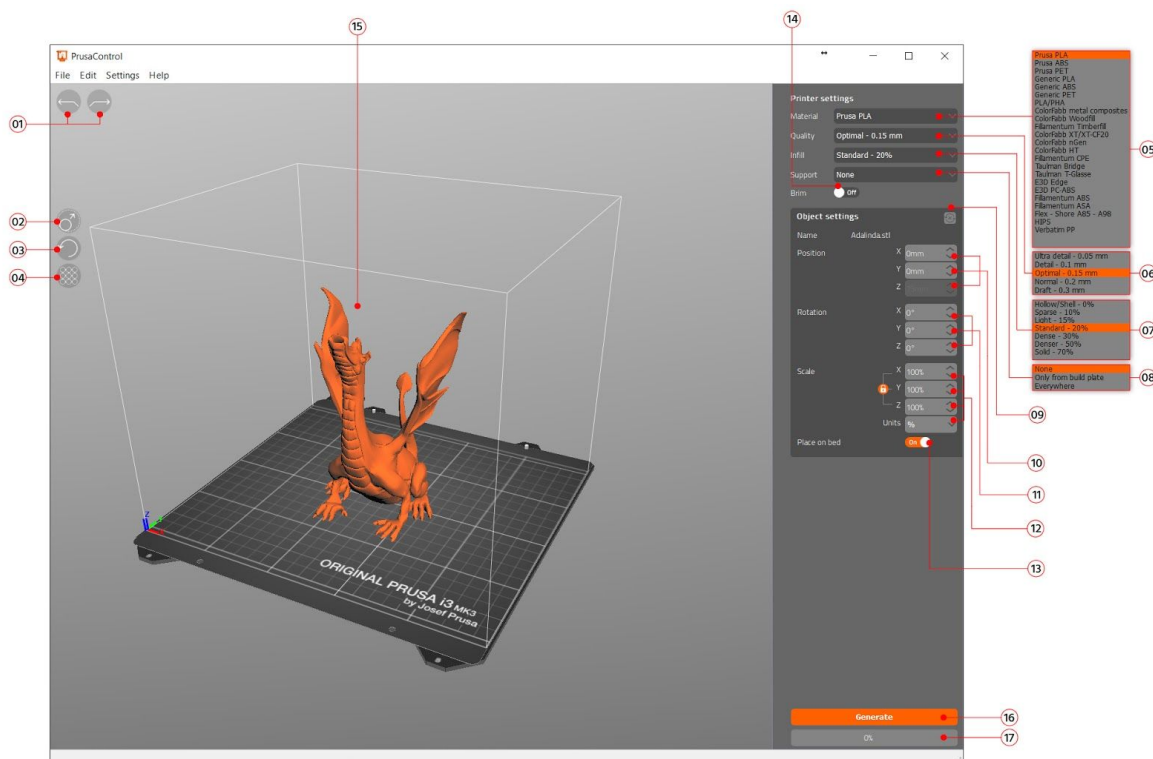 15
14
PrusaControl
File Edit Settings Help
01
02
03
04
Printer settings
Material Prusa PLA
Quality Optimal - 0.15 mm
Infill Standard - 20%
Support None
Brim Off
Object settings
Name Adalinda.stl
Position X 0mm
Y 0mm
Z
Rotation X 0°
Y 0°
Z 0°
Scale X 100%
Y 100%
Z 100%
Units %
Place on bed On
Generate
0%
Z
ORIGINAL PRUSA i3 MK3
by Josef Prusa
Prusa PLA
Prusa ABS
Prusa PET
Generic PLA
Generic ABS
Generic PET
PLA/PHA
ColorFabb metal composites
ColorFabb Woodfill
Fillamentum Timberfill
ColorFabb XT/XT-CF20
ColorFabb nGen
ColorFabb HT
Fillamentum CPE
Taulman Bridge
Taulman T-Glasse
E3D Edge
E3D PC-ABS
Fillamentum ABS
Fillamentum ASA
Flex - Shore A85 - A98
HIPS
Verbatim PP
05
Ultra detail - 0.05 mm
Detail - 0.1 mm
Optimal - 0.15 mm
Normal - 0.2 mm
Draft - 0.3 mm
06
Hollow/Shell - 0%
Sparse - 10%
Light - 15%
Standard - 20%
Dense - 30%
Denser - 50%
Solid - 70%
07
None
Only from build plate
Everywhere
08
09
10
11
12
13
16
17